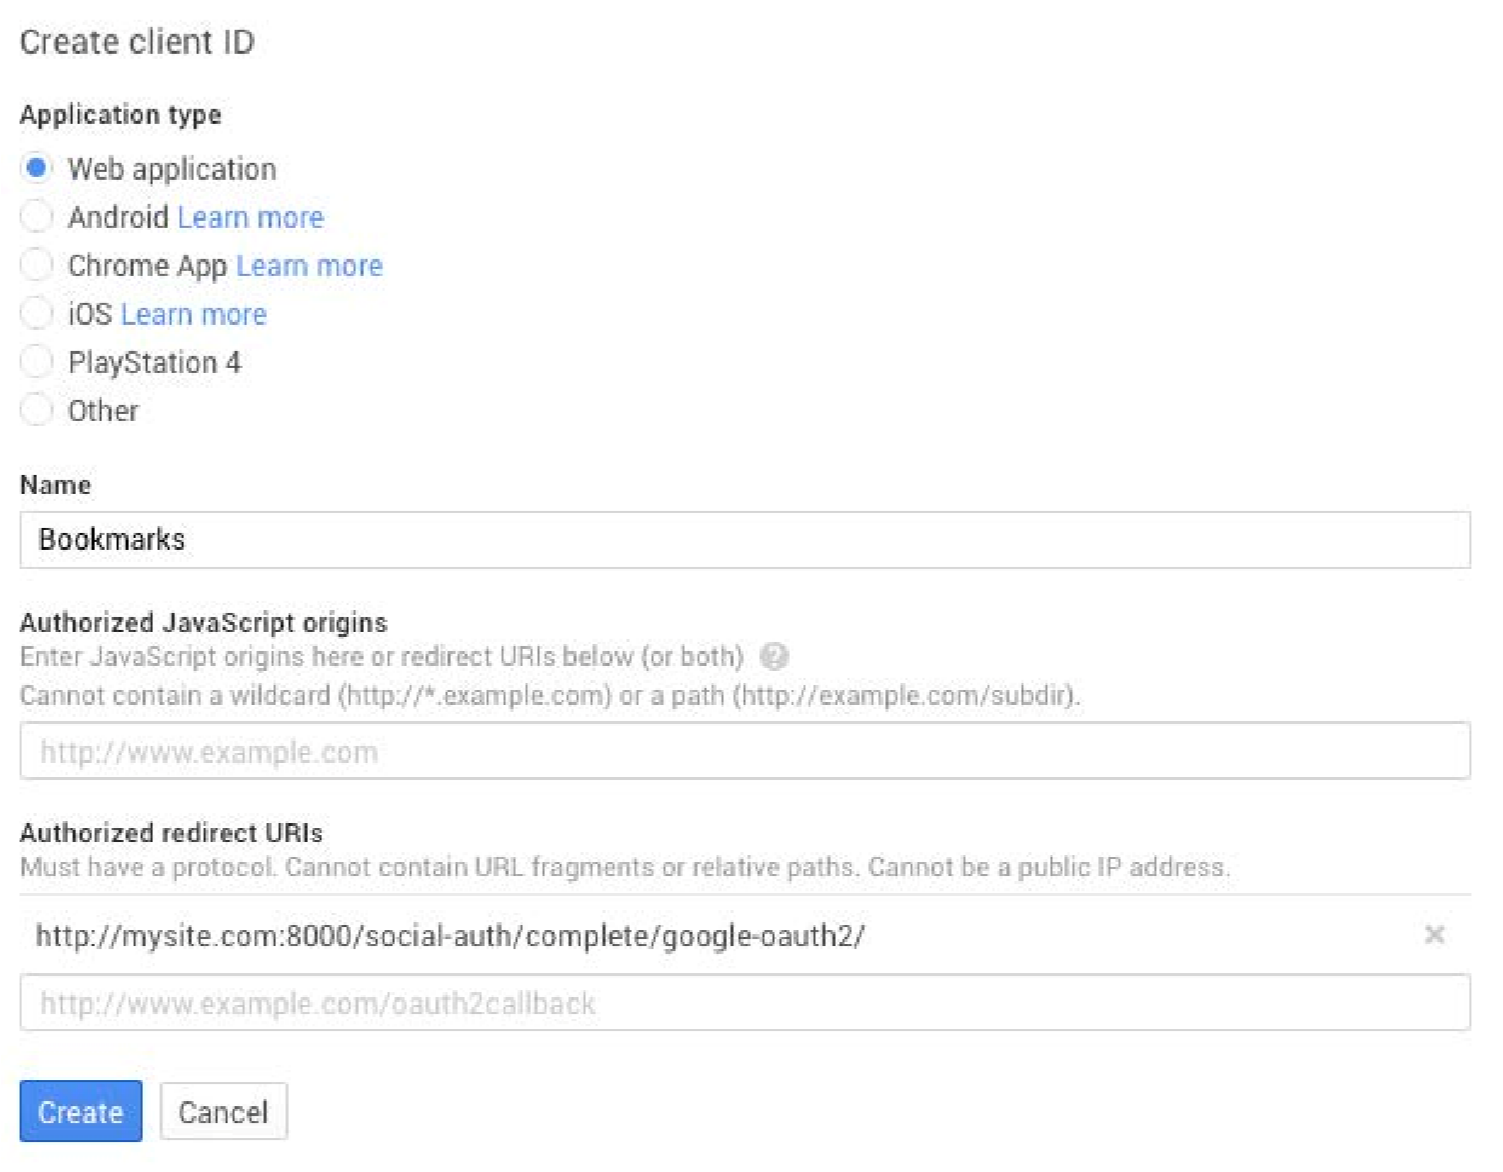 Create client ID
Application type
Web application
Android Learn more
Chrome App Learn more
iOS Learn more
PlayStation 4
Other
Name
Bookmarks
Authorized JavaScript origins
Enter JavaScript origins here or redirect URIs below (or both) ?
Cannot contain a wildcard (http://*.example.com) or a path (http://example.com/subdir).
http://www.example.com
Authorized redirect URIs
Must have a protocol. Cannot contain URL fragments or relative paths. Cannot be a public IP address.
http://mysite.com:8000/social-auth/complete/google-oauth2/ ×
http://www.example.com/oauth2callback
Create Cancel